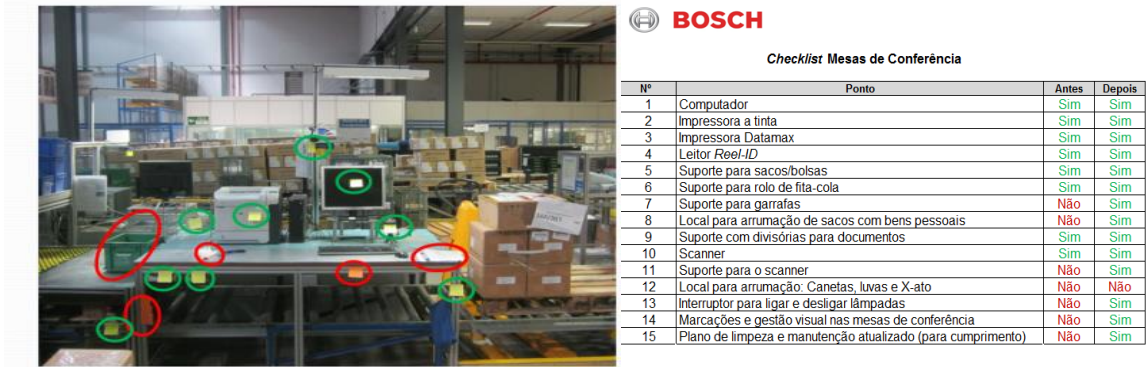 BOSCH
Checklist Mesas de Conferência
Nº Ponto Antes Depois
1 Computador Sim Sim
2 Impressora a tinta Sim Sim
3 Impressora Datamax Sim Sim
4 Leitor Reel-ID Sim Sim
5 Suporte para sacos/bolsas Sim Sim
6 Suporte para rolo de fita-cola Sim Sim
7 Suporte para garrafas Não Sim
8 Local para arrumação de sacos com bens pessoais Não Sim
9 Suporte com divisórias para documentos Sim Sim
10 Scanner Sim Sim
11 Suporte para o scanner Não Sim
12 Local para arrumação: Canetas, luvas e X-ato Não Não
13 Interruptor para ligar e desligar lâmpadas Não Sim
14 Marcações e gestão visual nas mesas de conferência Não Sim
15 Plano de limpeza e manutenção atualizado (para cumprimento) Não Sim